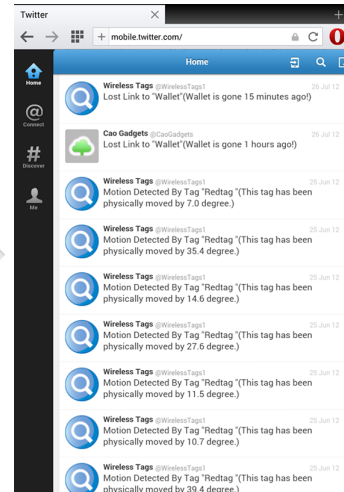 Twitter
mobile.twitter.com/
Home
Home
Connect
Discover
Me
Wireless Tags @WirelessTags1 26 Jul 12
Lost Link to "Wallet"(Wallet is gone 15 minutes ago!)
Cao Gadgets @CaoGadgets 26 Jul 12
Lost Link to "Wallet"(Wallet is gone 1 hours ago!)
Wireless Tags @WirelessTags1 25 Jun 12
Motion Detected By Tag "Redtag "(This tag has been
physically moved by 7.0 degree.)
Wireless Tags @WirelessTags1 25 Jun 12
Motion Detected By Tag "Redtag "(This tag has been
physically moved by 35.4 degree.)
Wireless Tags @WirelessTags1 25 Jun 12
Motion Detected By Tag "Redtag "(This tag has been
physically moved by 14.6 degree.)
Wireless Tags @WirelessTags1 25 Jun 12
Motion Detected By Tag "Redtag "(This tag has been
physically moved by 27.6 degree.)
Wireless Tags @WirelessTags1 25 Jun 12
Motion Detected By Tag "Redtag "(This tag has been
physically moved by 11.5 degree.)
Wireless Tags @WirelessTags1 25 Jun 12
Motion Detected By Tag "Redtag "(This tag has been
physically moved by 10.7 degree.)
Wireless Tags @WirelessTags1 25 Jun 12
Motion Detected By Tag "Redtag "(This tag has been
physically moved by 39.4 degree.)